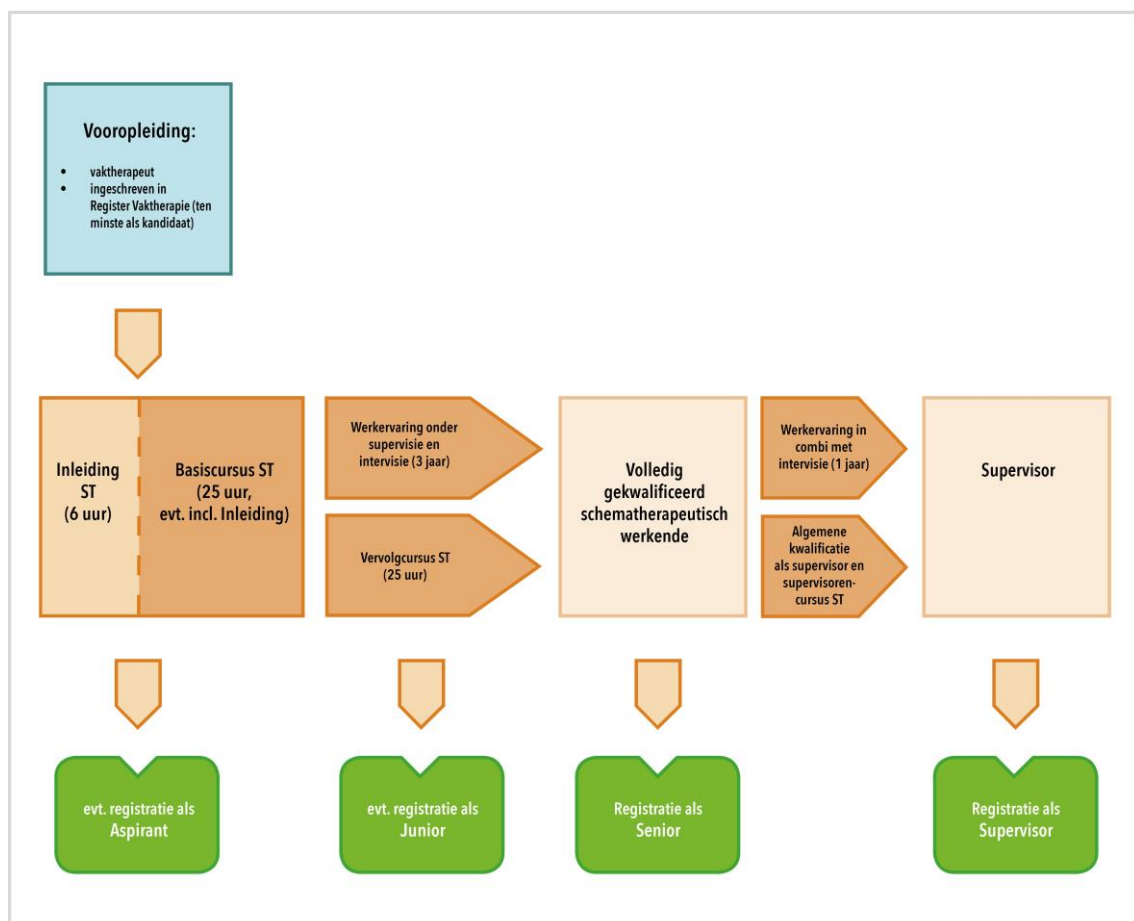 Vooropleiding:
• vaktherapeut
• ingeschreven in
Register Vaktherapie (ten
minste als kandidaat)
Inleiding
ST
(6 uur)
Basiscursus ST
(25 uur,
evt. incl. Inleiding)
Werkervaring onder
supervisie en
intervisie (3 jaar)
Vervolgcursus ST
(25 uur)
Volledig
gekwalificeerd
schematherapeutisch
werkende
Werkervaring in
combi met
intervisie (1 jaar)
Algemene
kwalificatie
als supervisor en
supervisoren-
cursus ST
Supervisor
evt. registratie als
Aspirant
evt. registratie als
Junior
Registratie als
Senior
Registratie als
Supervisor